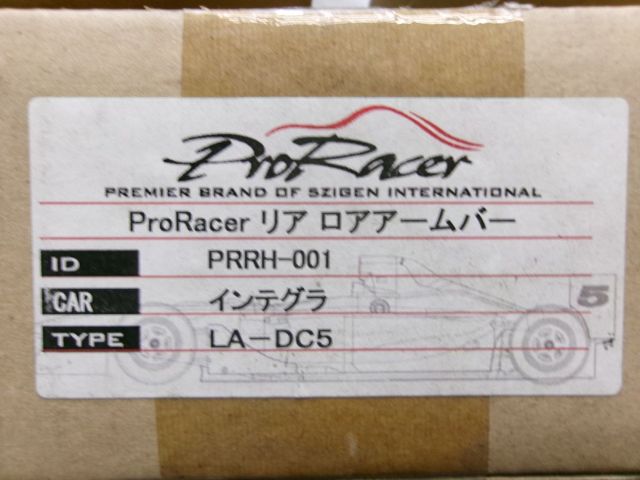 ProRacer
PREMIER BRAND OF SZIGEN INTERNATIONAL
ProRacer リア ロアアームバー
ID PRRH-001
CAR インテグラ
5
TYPE LA-DC5